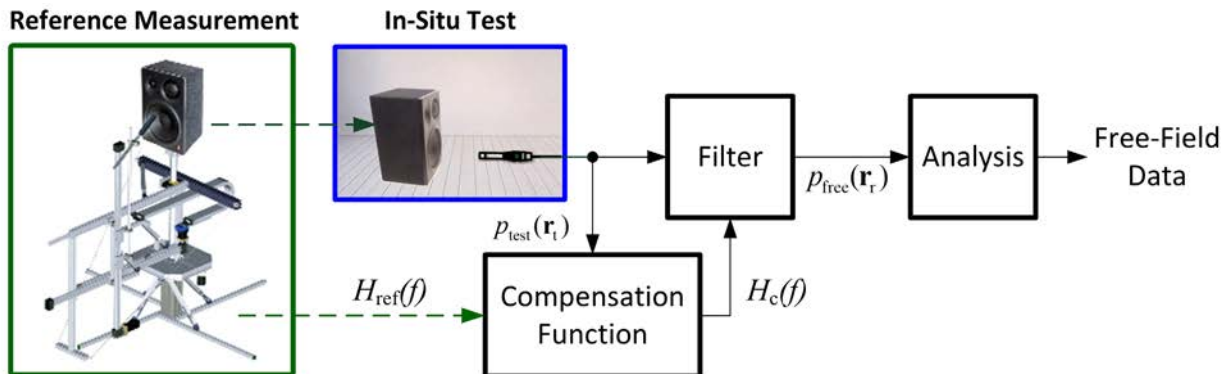 Reference Measurement
In-Situ Test
Filter
Analysis
Free-Field
Data
p_free(r_r)
p_test(r_t)
H_ref(f)
Compensation
Function
H_c(f)